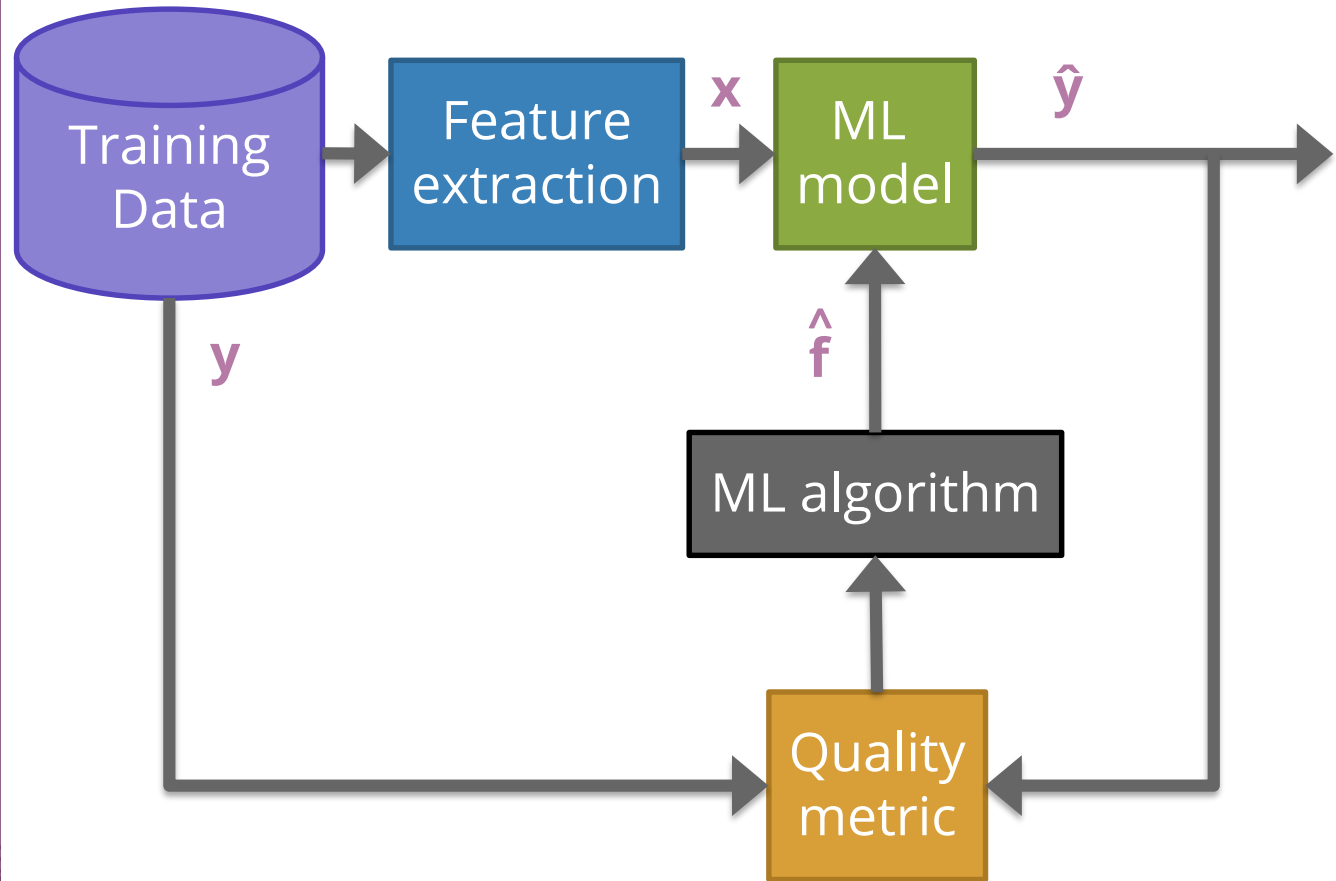 Training
Data
Feature
extraction
x
ML
model
ŷ
y
f̂
ML algorithm
Quality
metric